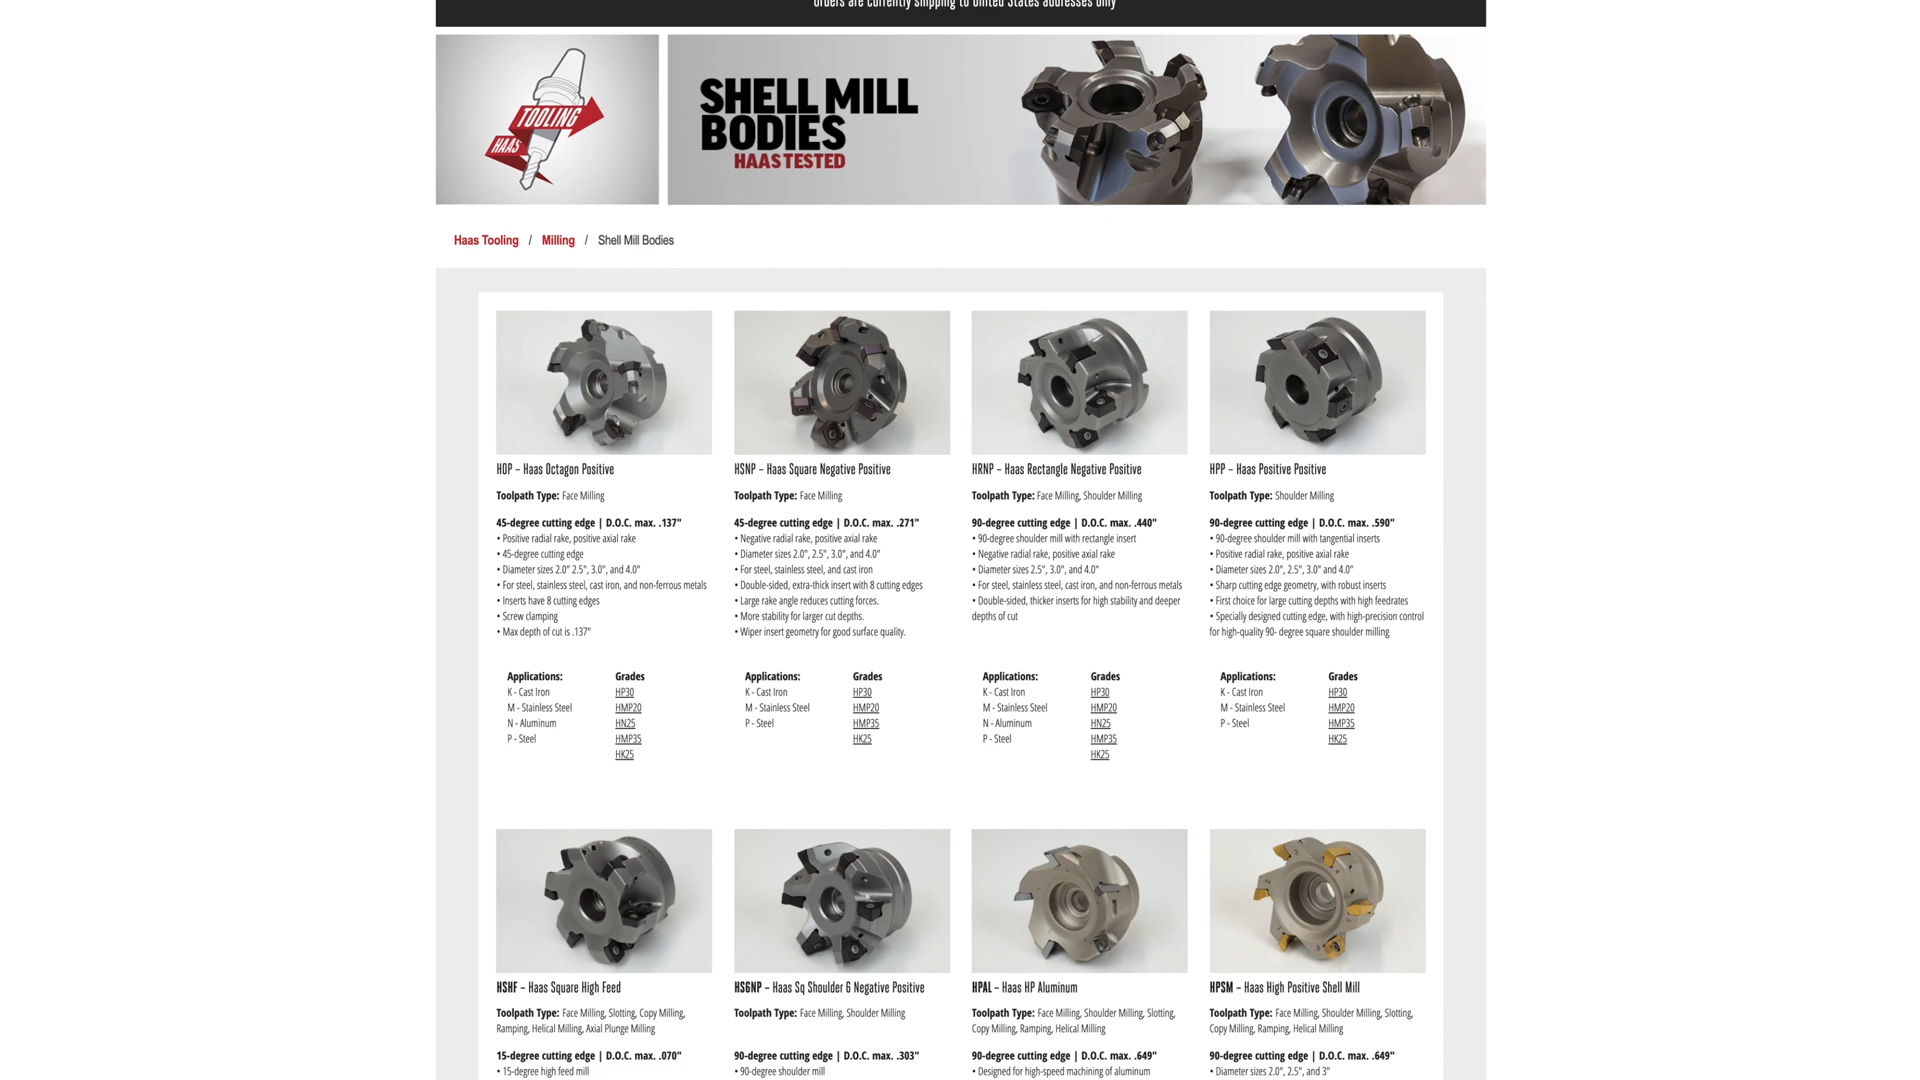 Orders are currently shipping to United States addresses only
TOOLING
HAAS
SHELL MILL
BODIES
HAAS TESTED
Haas Tooling / Milling / Shell Mill Bodies
HOP – Haas Octagon Positive
Toolpath Type: Face Milling
45-degree cutting edge | D.O.C. max. .137"
• Positive radial rake, positive axial rake
• 45-degree cutting edge
• Diameter sizes 2.0" 2.5", 3.0", and 4.0"
• For steel, stainless steel, cast iron, and non-ferrous metals
• Inserts have 8 cutting edges
• Screw clamping
• Max depth of cut is .137"
Applications: Grades
K - Cast Iron HP30
M - Stainless Steel HMP20
N - Aluminum HN25
P - Steel HMP35
HK25
HSNP – Haas Square Negative Positive
Toolpath Type: Face Milling
45-degree cutting edge | D.O.C. max. .271"
• Negative radial rake, positive axial rake
• Diameter sizes 2.0", 2.5", 3.0", and 4.0"
• For steel, stainless steel, and cast iron
• Double-sided, extra-thick insert with 8 cutting edges
• Large rake angle reduces cutting forces.
• More stability for larger cut depths.
• Wiper insert geometry for good surface quality.
Applications: Grades
K - Cast Iron HP30
M - Stainless Steel HMP20
P - Steel HMP35
HK25
HRNP – Haas Rectangle Negative Positive
Toolpath Type: Face Milling, Shoulder Milling
90-degree cutting edge | D.O.C. max. .440"
• 90-degree shoulder mill with rectangle insert
• Negative radial rake, positive axial rake
• Diameter sizes 2.5", 3.0", and 4.0"
• For steel, stainless steel, cast iron, and non-ferrous metals
• Double-sided, thicker inserts for high stability and deeper
depths of cut
Applications: Grades
K - Cast Iron HP30
M - Stainless Steel HMP20
N - Aluminum HN25
P - Steel HMP35
HK25
HPP – Haas Positive Positive
Toolpath Type: Shoulder Milling
90-degree cutting edge | D.O.C. max. .590"
• 90-degree shoulder mill with tangential inserts
• Positive radial rake, positive axial rake
• Diameter sizes 2.0", 2.5", 3.0" and 4.0"
• Sharp cutting edge geometry, with robust inserts
• First choice for large cutting depths with high feedrates
• Specially designed cutting edge, with high-precision control
for high-quality 90- degree square shoulder milling
Applications: Grades
K - Cast Iron HP30
M - Stainless Steel HMP20
P - Steel HMP35
HK25
HSHF – Haas Square High Feed
Toolpath Type: Face Milling, Slotting, Copy Milling,
Ramping, Helical Milling, Axial Plunge Milling
15-degree cutting edge | D.O.C. max. .070"
• 15-degree high feed mill
HS6NP – Haas Sq Shoulder 6 Negative Positive
Toolpath Type: Face Milling, Shoulder Milling
90-degree cutting edge | D.O.C. max. .303"
• 90-degree shoulder mill
HPAL – Haas HP Aluminum
Toolpath Type: Face Milling, Shoulder Milling, Slotting,
Copy Milling, Ramping, Helical Milling
90-degree cutting edge | D.O.C. max. .649"
• Designed for high-speed machining of aluminum
HPSM – Haas High Positive Shell Mill
Toolpath Type: Face Milling, Shoulder Milling, Slotting,
Copy Milling, Ramping, Helical Milling
90-degree cutting edge | D.O.C. max. .649"
• Diameter sizes 2.0", 2.5", and 3"